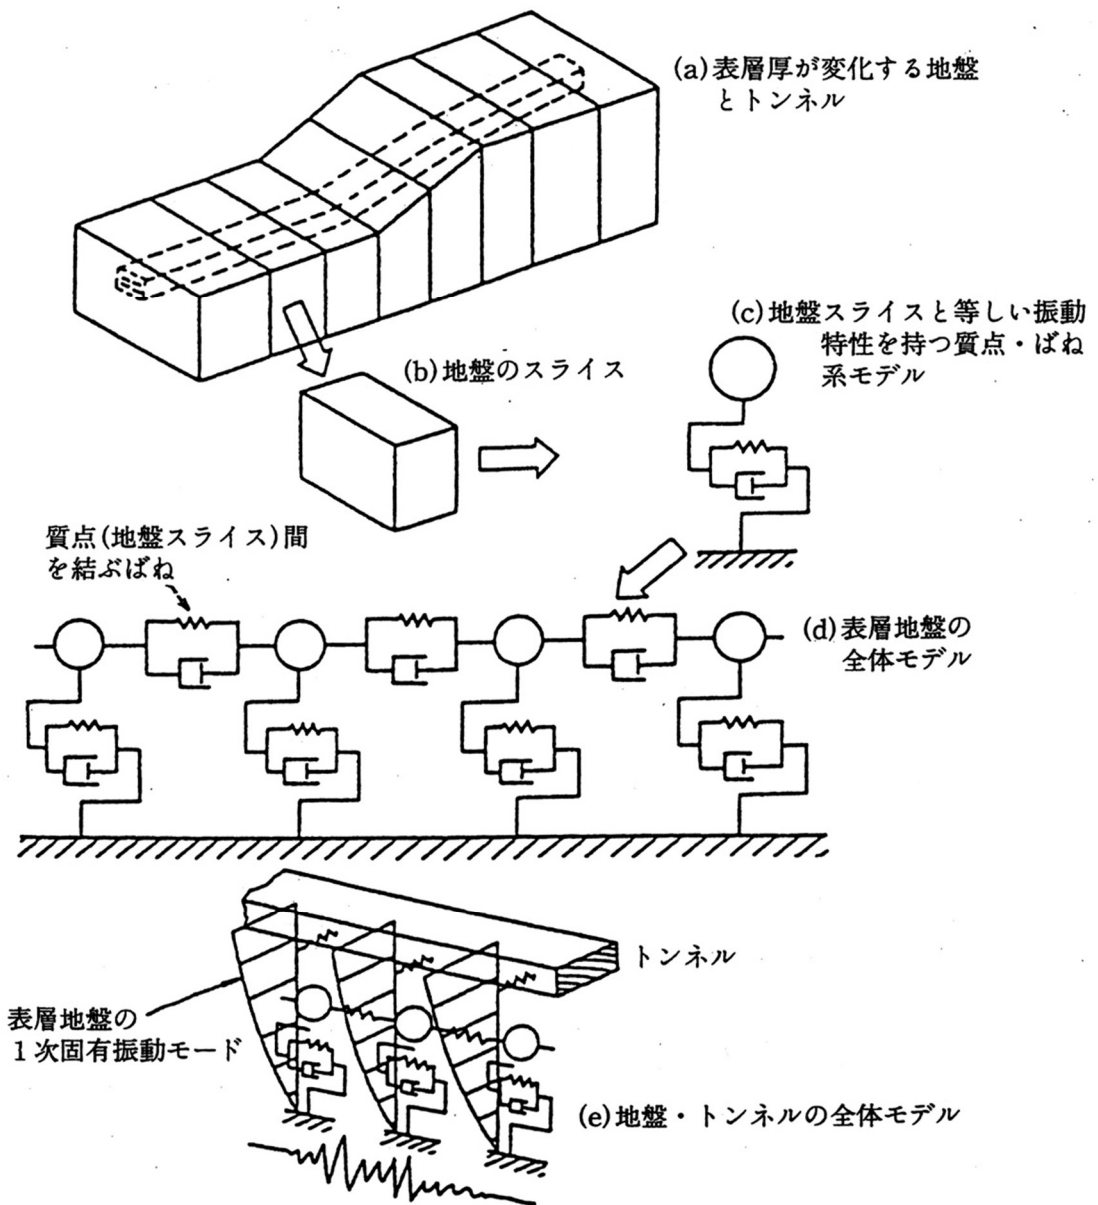 (a)表層厚が変化する地盤
とトンネル
(c)地盤スライスと等しい振動
特性を持つ質点・ばね
系モデル
(b)地盤のスライス
質点(地盤スライス)間
を結ぶばね
(d)表層地盤の
全体モデル
トンネル
表層地盤の
1次固有振動モード
(e)地盤・トンネルの全体モデル